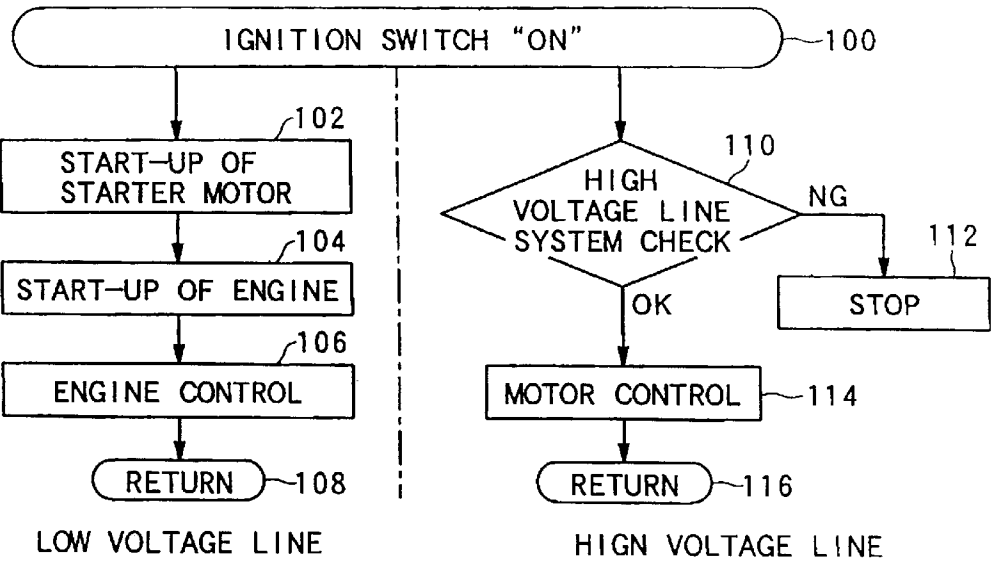 IGNITION SWITCH “ON”
100
102
START-UP OF
STARTER MOTOR
104
START-UP OF ENGINE
106
ENGINE CONTROL
RETURN
108
LOW VOLTAGE LINE
110
HIGH
VOLTAGE LINE
SYSTEM CHECK
NG
112
STOP
OK
MOTOR CONTROL
114
RETURN
116
HIGN VOLTAGE LINE